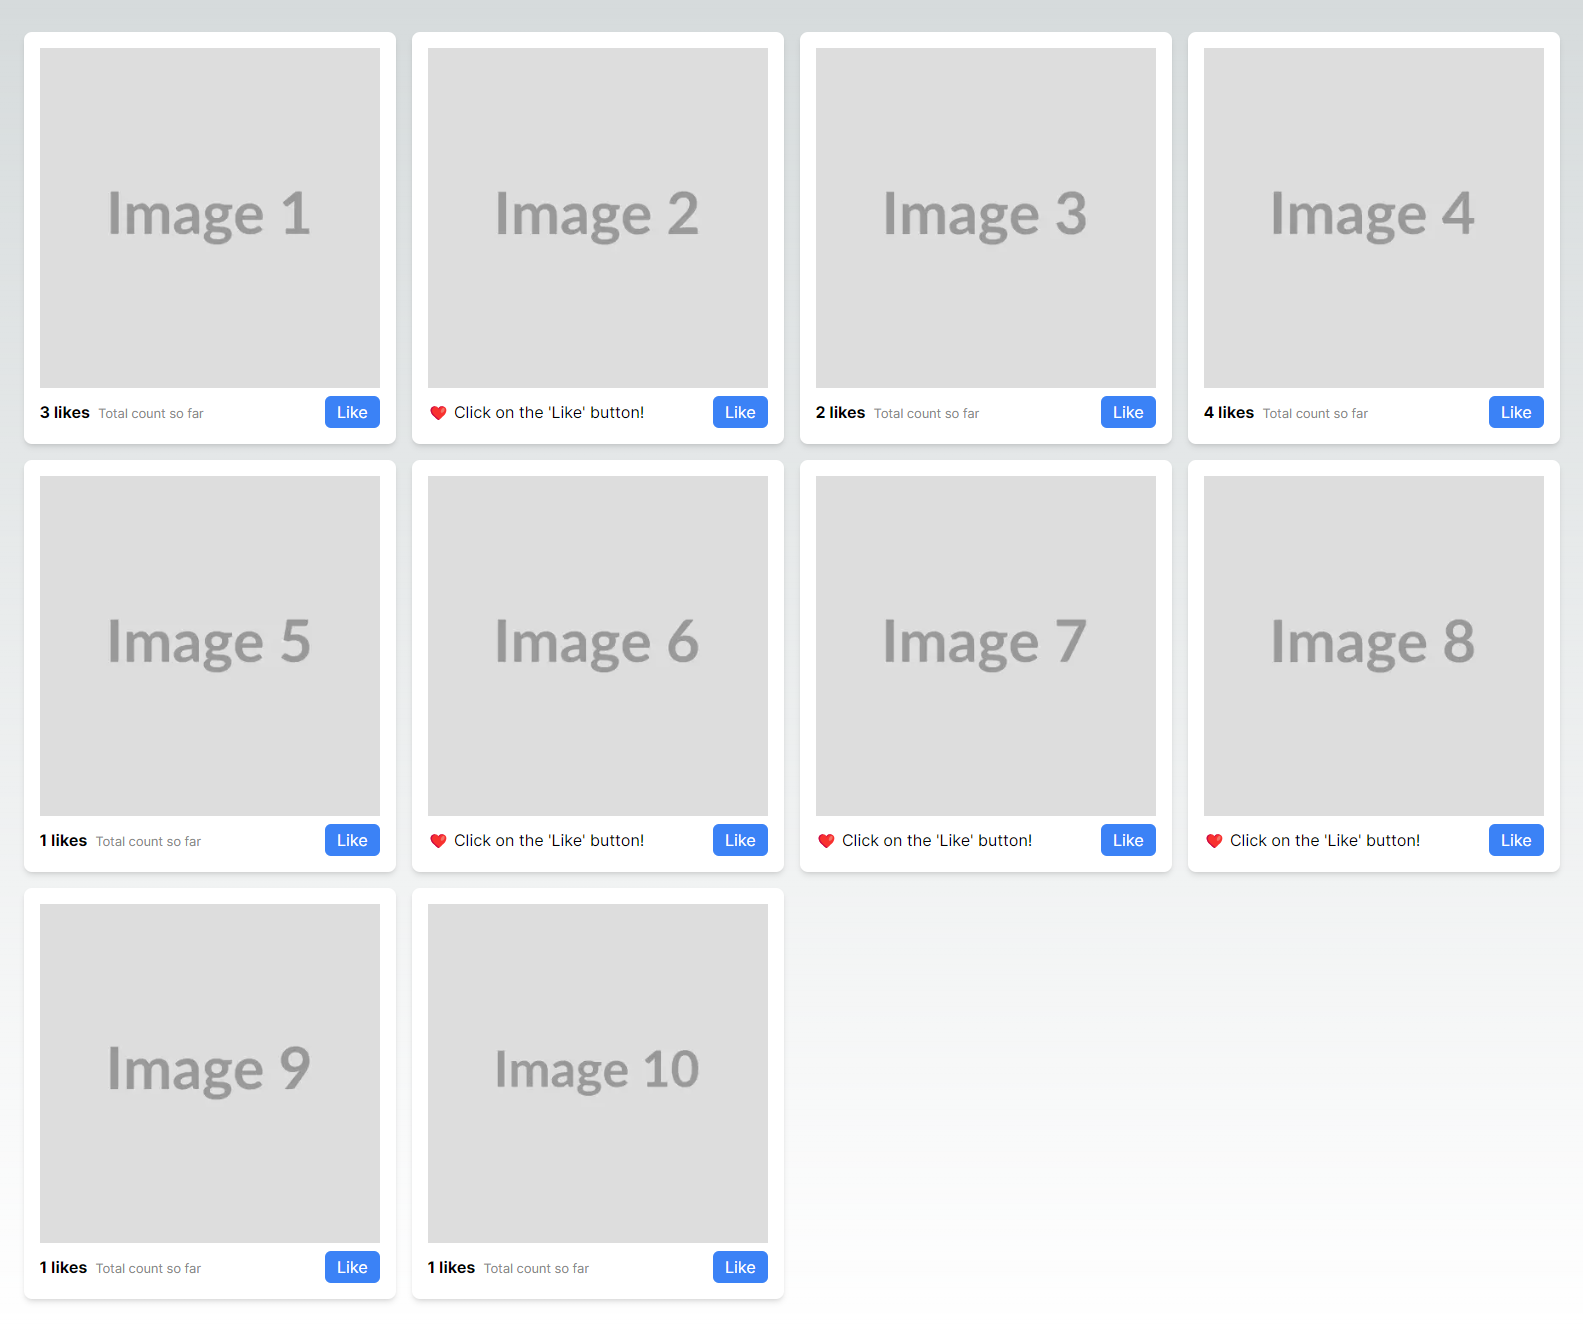 Image 1
Image 2
Image 3
Image 4
3 likes Total count so far Like
❤️ Click on the 'Like' button! Like
2 likes Total count so far Like
4 likes Total count so far Like
Image 5
Image 6
Image 7
Image 8
1 likes Total count so far Like
❤️ Click on the 'Like' button! Like
❤️ Click on the 'Like' button! Like
❤️ Click on the 'Like' button! Like
Image 9
Image 10
1 likes Total count so far Like
1 likes Total count so far Like